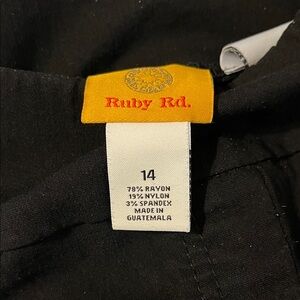 Ruby Rd.
14
78% RAYON
19% NYLON
3% SPANDEX
MADE IN
GUATEMALA